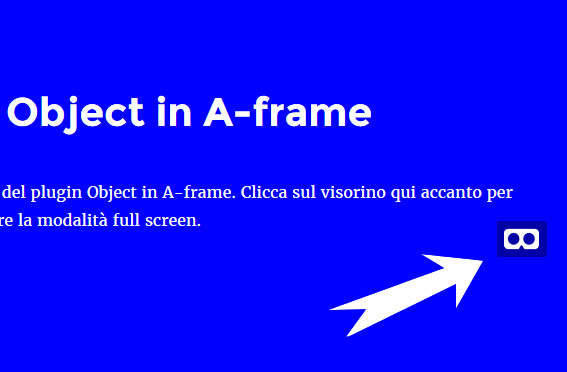 Object in A-frame
del plugin Object in A-frame. Clicca sul visorino qui accanto per
re la modalità full screen.